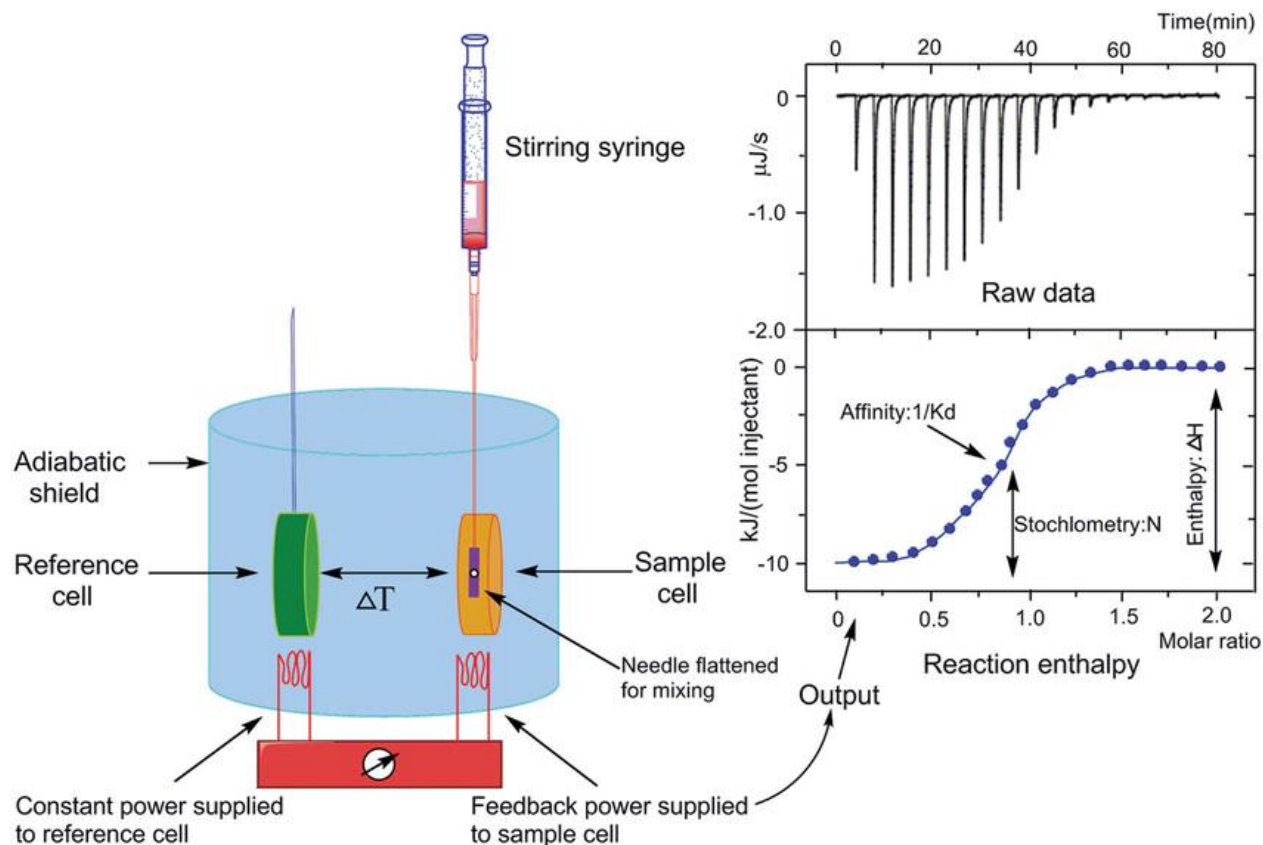 Stirring syringe
Adiabatic
shield
Reference
cell
ΔT
Sample
cell
Needle flattened
for mixing
Constant power supplied
to reference cell
Feedback power supplied
to sample cell
Output
Time(min)
0 20 40 60 80
0
-1.0
-2.0
μJ/s
Raw data
kJ/(mol injectant)
0
-5
-10
Affinity:1/Kd
Stochlometry:N
Enthalpy: ΔH
0 0.5 1.0 1.5 2.0
Molar ratio
Reaction enthalpy